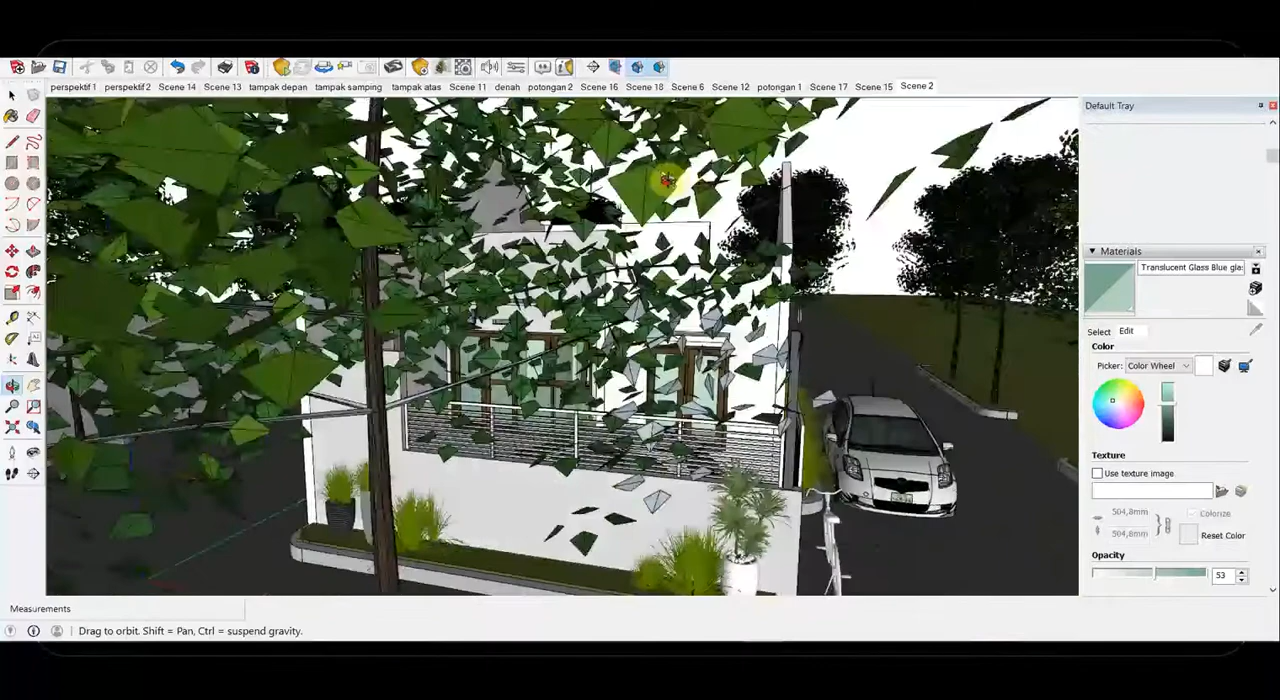 perspektif1 perspektif 2 Scene 14 Scene 13 tampak depan tampak samping tampak atas Scene 11 denah potongan 2 Scene 16 Scene 18 Scene 6 Scene 12 potongan 1 Scene 17 Scene 15 Scene 2
Default Tray
Materials
Translucent Glass Blue glas
Select Edit
Color
Picker: Color Wheel
Texture
Use texture image
504,8mm Colorize
504,8mm Reset Color
Opacity
53
Measurements
Drag to orbit. Shift = Pan, Ctrl = suspend gravity.